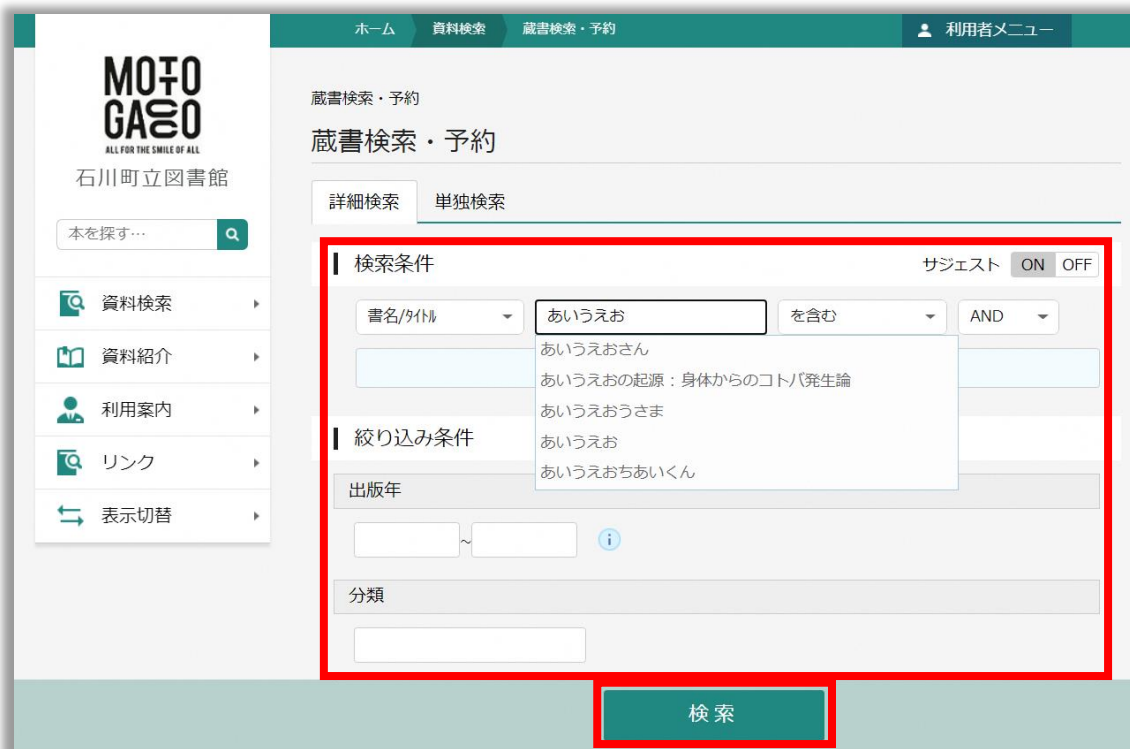 ホーム 資料検索 蔵書検索・予約 利用者メニュー
MOTO
GACCO
ALL FOR THE SMILE OF ALL
石川町立図書館
本を探す…
資料検索
資料紹介
利用案内
リンク
表示切替
蔵書検索・予約
蔵書検索・予約
詳細検索 単独検索
検索条件 サジェスト ON OFF
書名/タイトル あいうえお を含む AND
あいうえおさん
あいうえおの起源：身体からのコトバ発生論
あいうえおうさま
あいうえお
あいうえおちあいくん
絞り込み条件
出版年
~
分類
検索